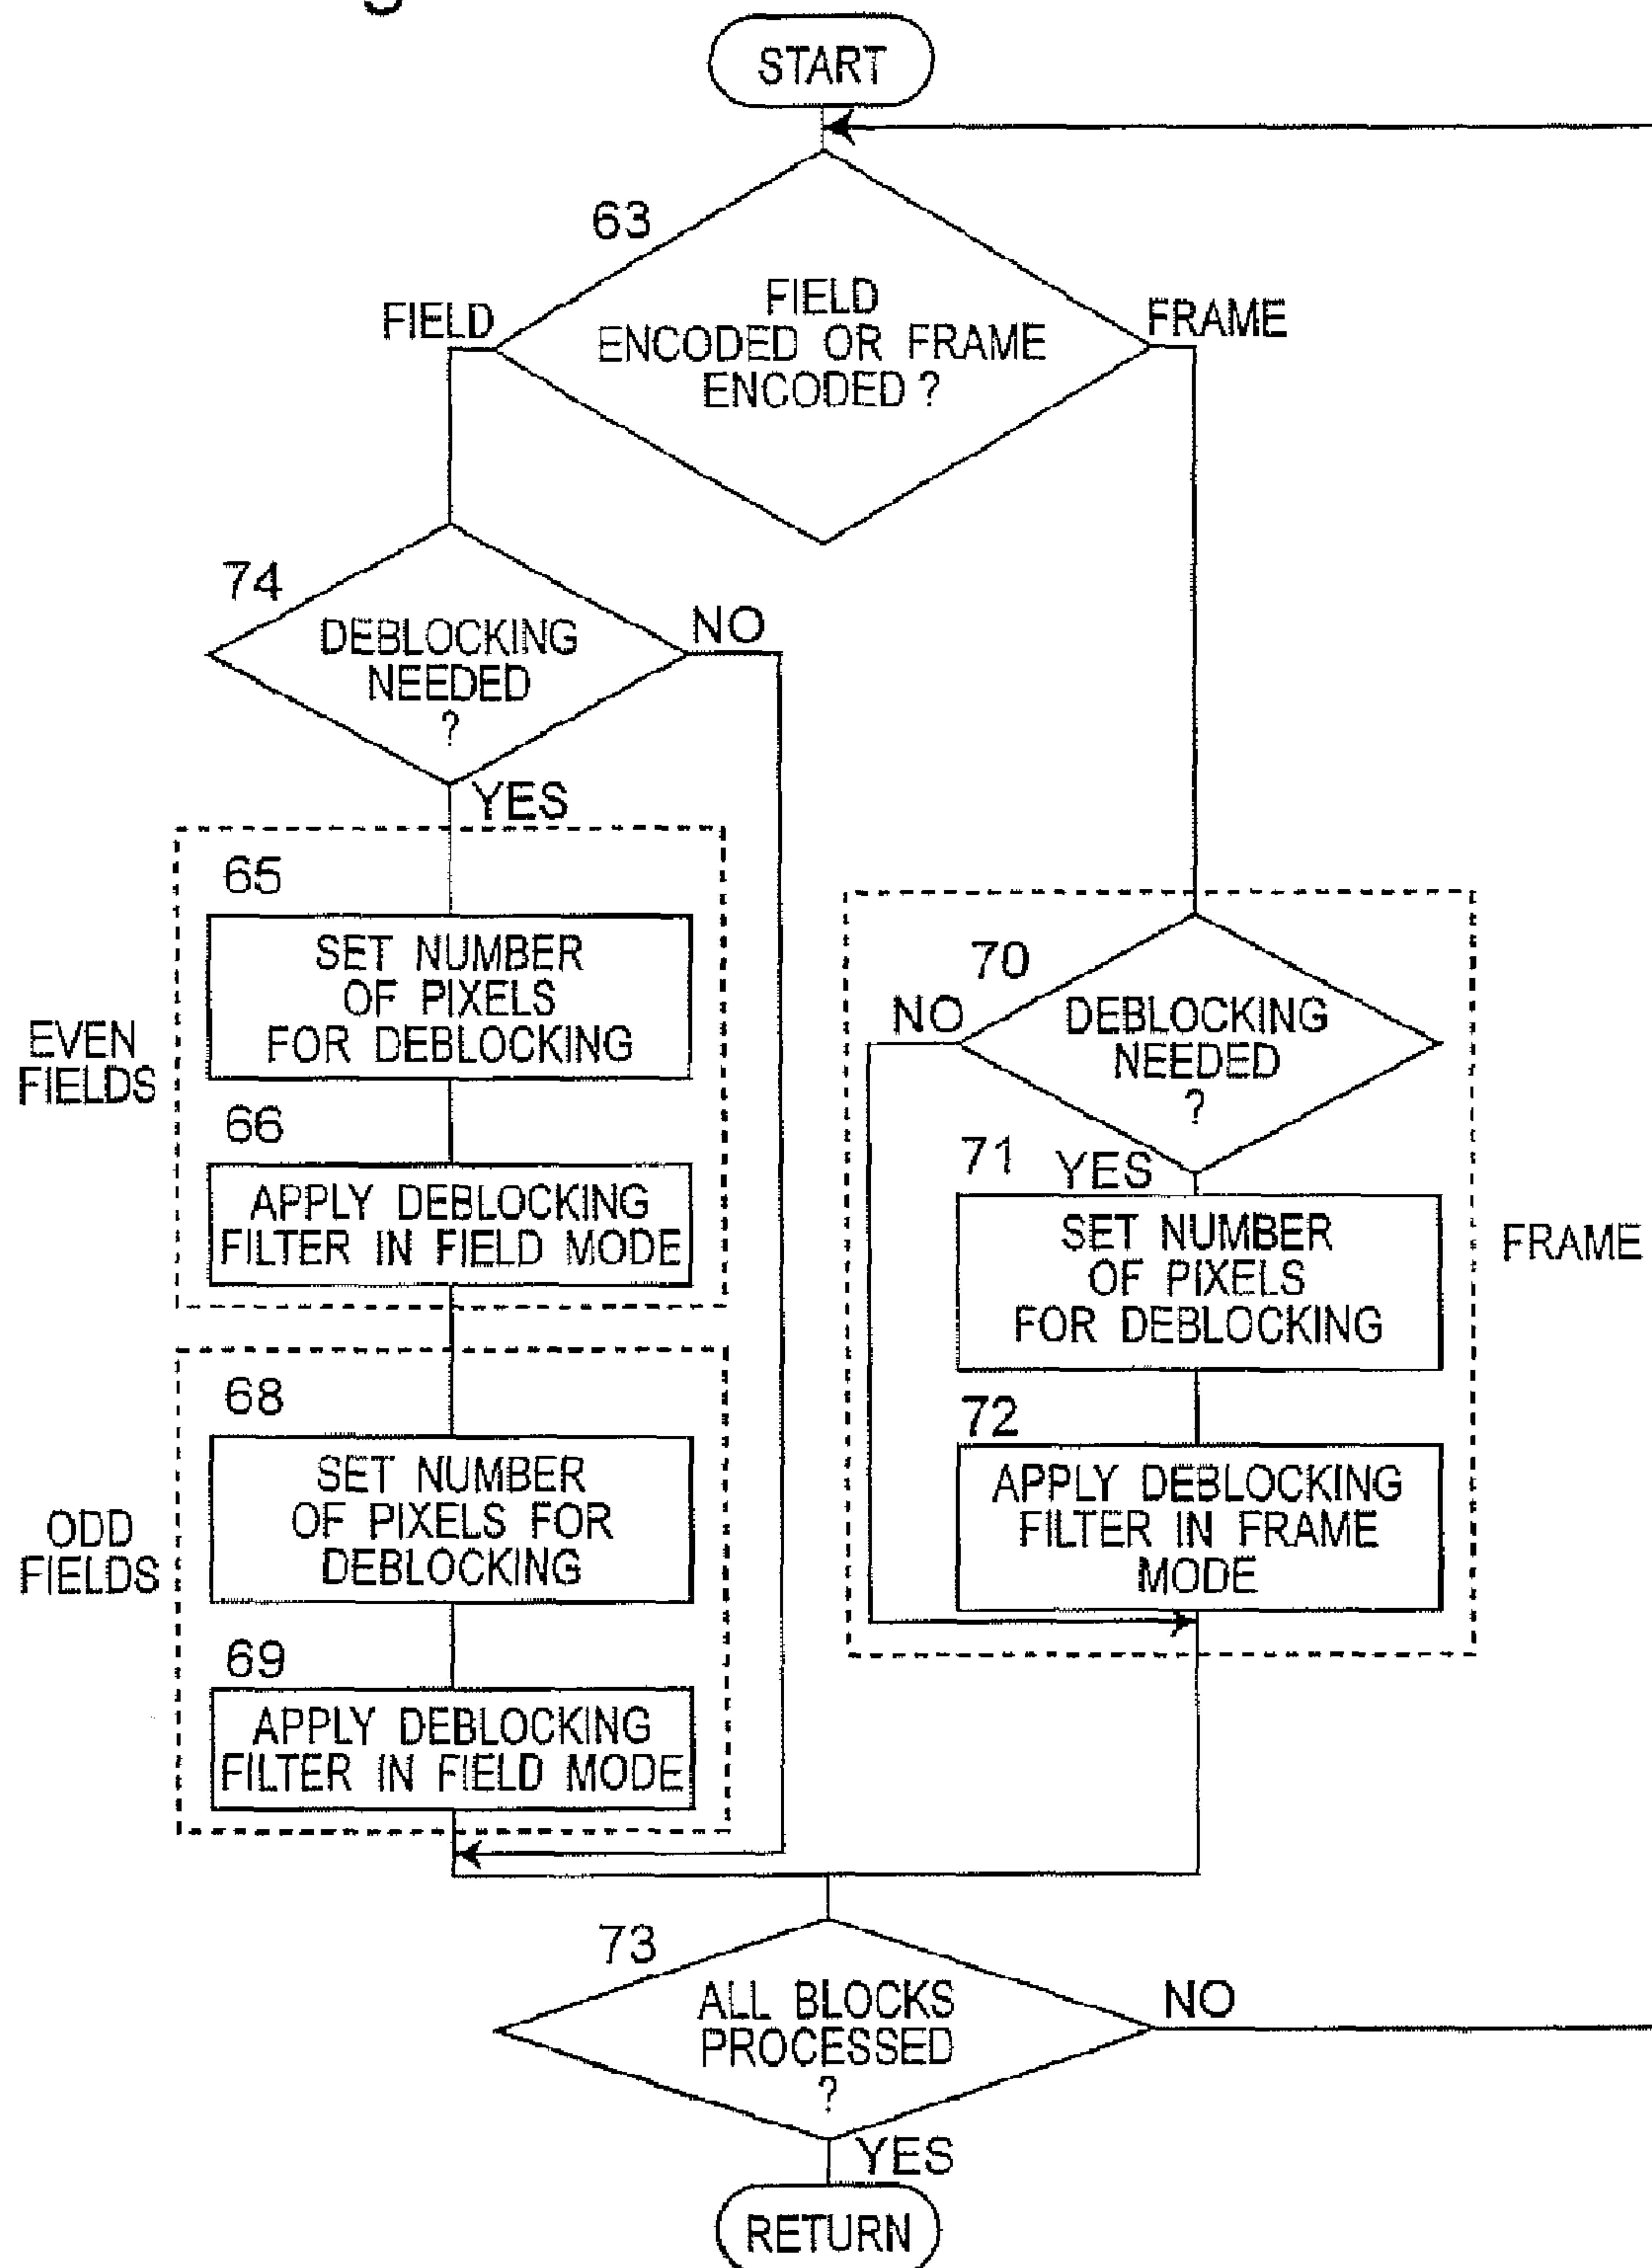 START
63
FIELD
ENCODED OR FRAME
ENCODED ?
FIELD
FRAME
74
DEBLOCKING
NEEDED
?
NO
YES
EVEN
FIELDS
65
SET NUMBER
OF PIXELS
FOR DEBLOCKING
66
APPLY DEBLOCKING
FILTER IN FIELD MODE
ODD
FIELDS
68
SET NUMBER
OF PIXELS FOR
DEBLOCKING
69
APPLY DEBLOCKING
FILTER IN FIELD MODE
70
NO
DEBLOCKING
NEEDED
?
71
YES
SET NUMBER
OF PIXELS
FOR DEBLOCKING
FRAME
72
APPLY DEBLOCKING
FILTER IN FRAME
MODE
73
ALL BLOCKS
PROCESSED
?
NO
YES
RETURN